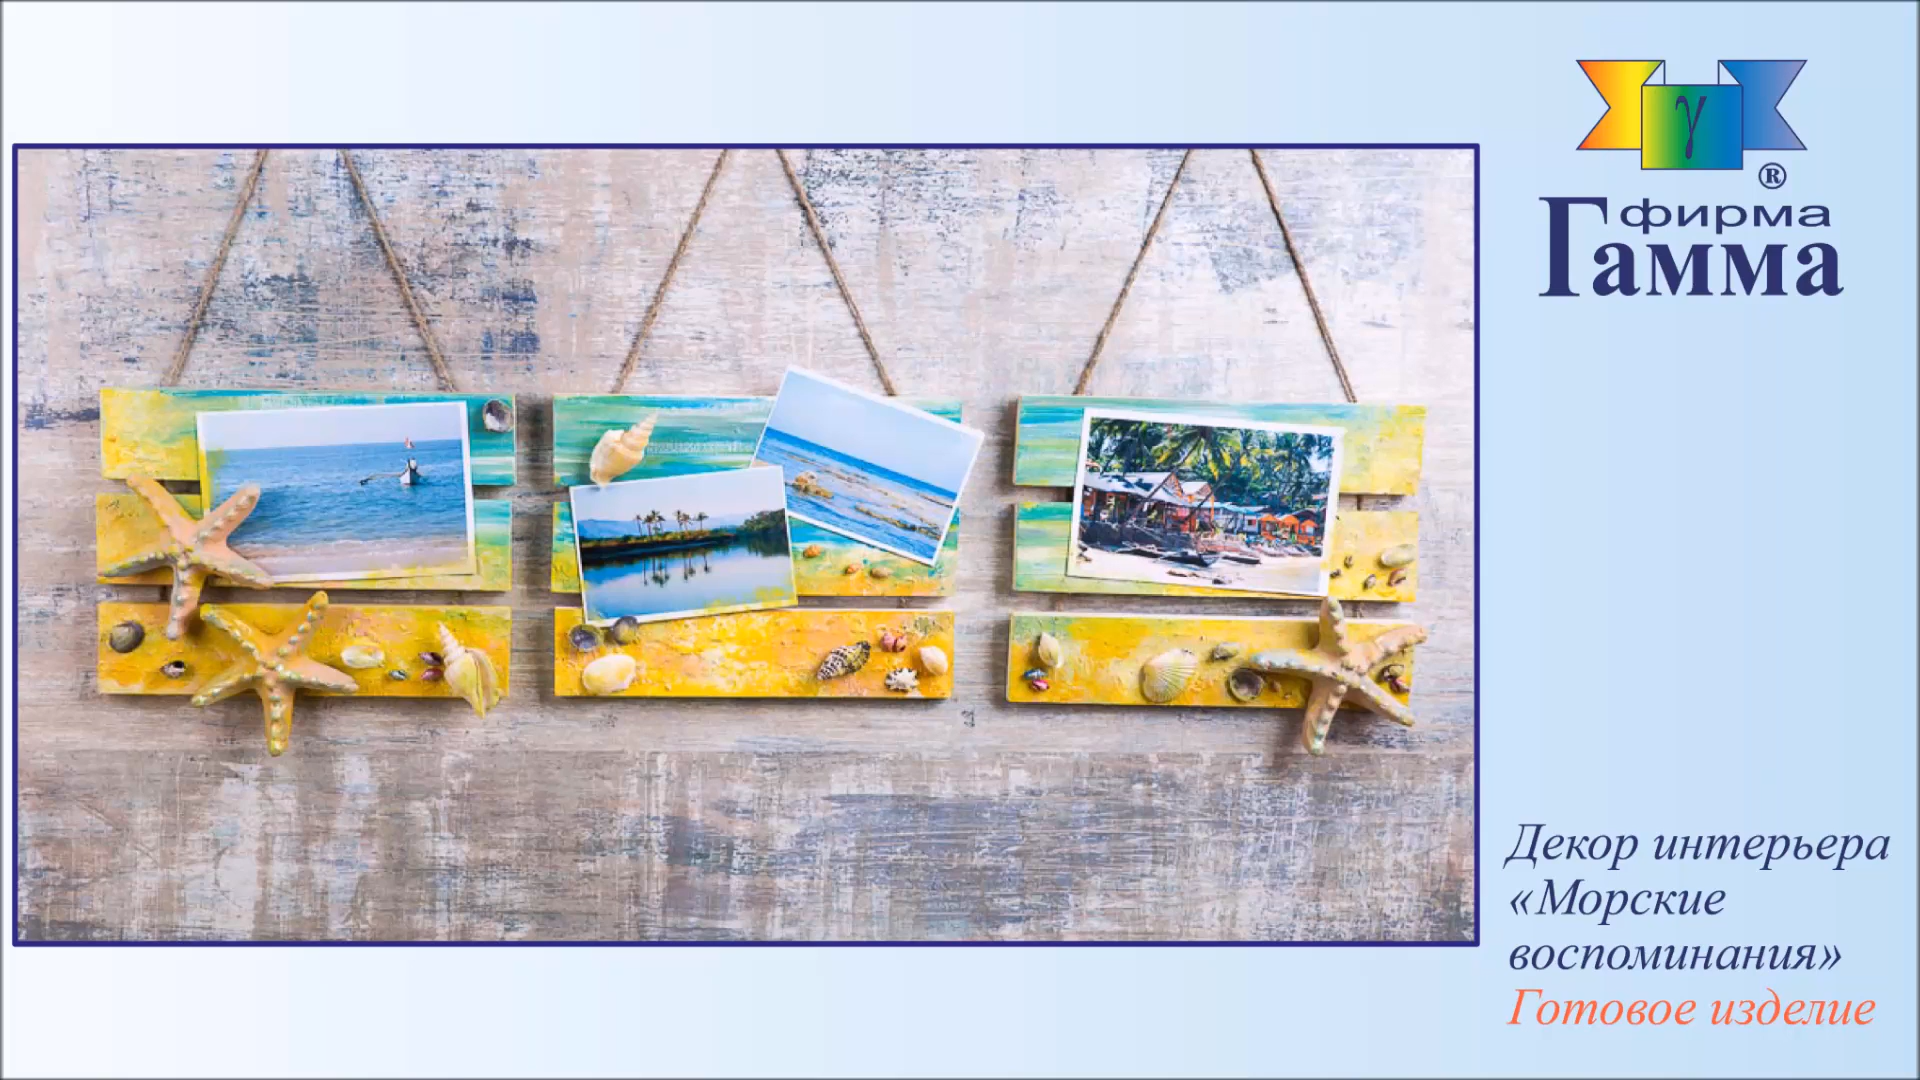 γ
®
фирма
Гамма
Декор интерьера
«Морские
воспоминания»
Готовое изделие